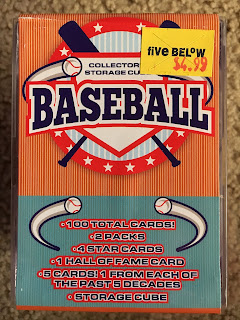 five BELOW
$4.99
COLLECTOR
STORAGE CU
BASEBALL
•100 TOTAL CARDS!
•2 PACKS
•4 STAR CARDS
•1 HALL OF FAME CARD
•5 CARDS! 1 FROM EACH OF
THE PAST 5 DECADES
•STORAGE CUBE